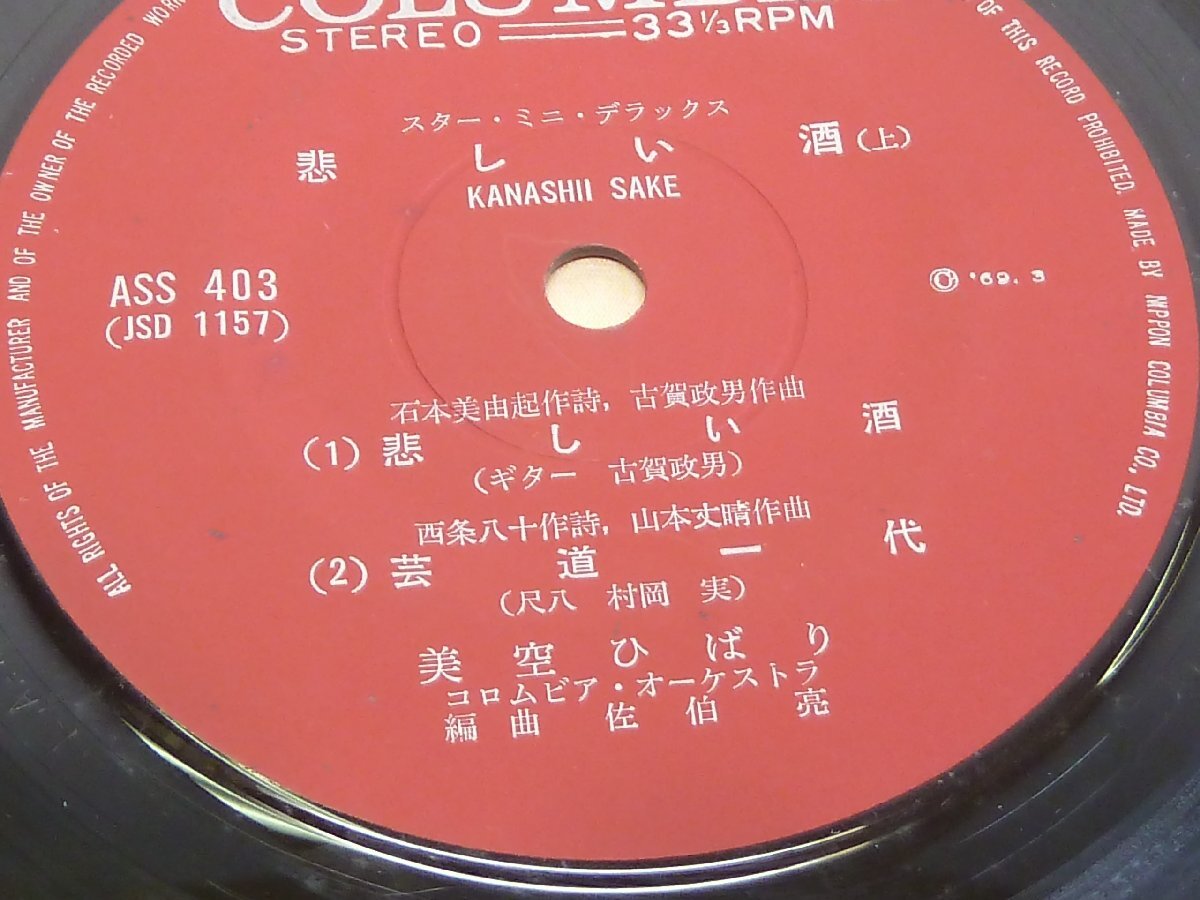 COLUMBIA
STEREO 33⅓RPM
スター・ミニ・デラックス
悲しい酒(上)
KANASHII SAKE
ASS 403
(JSD 1157)
Ⓞ '69. 3
石本美由起作詩, 古賀政男作曲
(1) 悲しい酒
(ギター 古賀政男)
西条八十作詩, 山本丈晴作曲
(2) 芸道一代
(尺八 村岡 実)
美空ひばり
コロムビア・オーケストラ
編曲 佐伯 亮
ALL RIGHTS OF THE MANUFACTURER AND OF THE OWNER OF THE RECORDED WORK
OF THIS RECORD PROHIBITED. MADE BY NIPPON COLUMBIA CO., LTD.